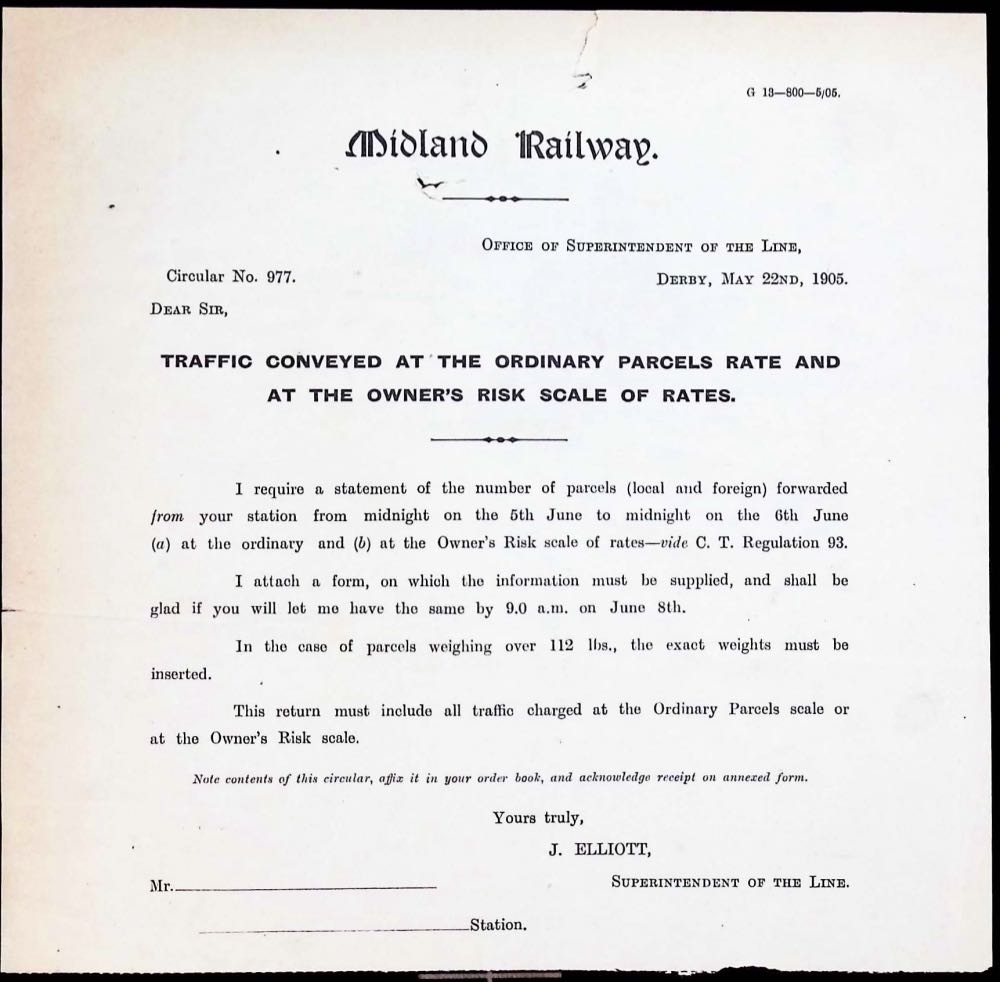 G 13—800—5/05.
Midland Railway.
Office of Superintendent of the Line,
Circular No. 977.
Derby, May 22nd, 1905.
Dear Sir,
TRAFFIC CONVEYED AT THE ORDINARY PARCELS RATE AND
AT THE OWNER'S RISK SCALE OF RATES.
I require a statement of the number of parcels (local and foreign) forwarded
from your station from midnight on the 5th June to midnight on the 6th June
(a) at the ordinary and (b) at the Owner's Risk scale of rates—vide C. T. Regulation 93.
I attach a form, on which the information must be supplied, and shall be
glad if you will let me have the same by 9.0 a.m. on June 8th.
In the case of parcels weighing over 112 lbs., the exact weights must be
inserted.
This return must include all traffic charged at the Ordinary Parcels scale or
at the Owner's Risk scale.
Note contents of this circular, affix it in your order book, and acknowledge receipt on annexed form.
Yours truly,
J. ELLIOTT,
Superintendent of the Line.
Mr.
Station.